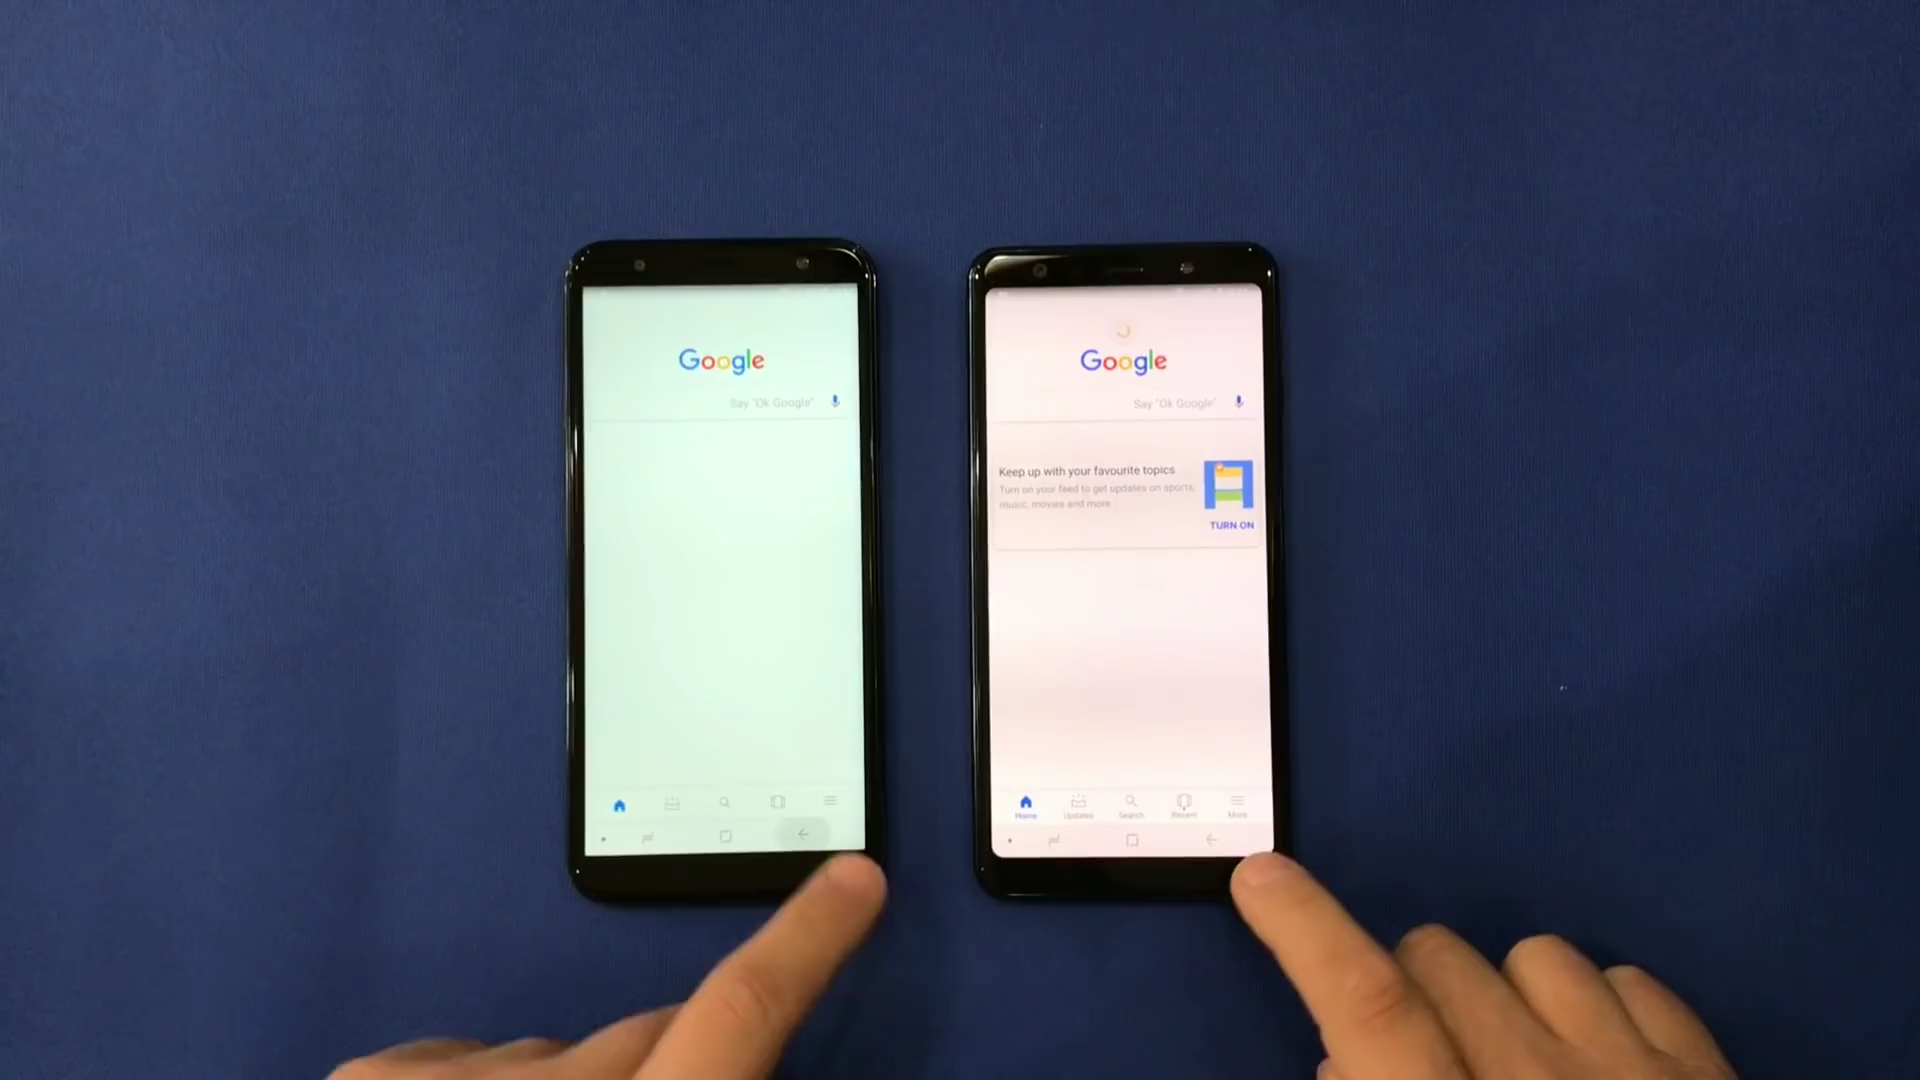 Google
Say "Ok Google"
Google
Say "Ok Google"
Keep up with your favourite topics
Turn on your feed to get updates on sports,
music, movies and more
TURN ON
Home Updates Search Recent More